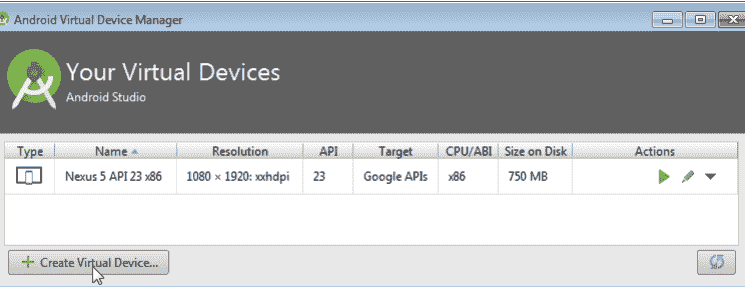 Android Virtual Device Manager
Your Virtual Devices
Android Studio
Type Name Resolution API Target CPU/ABI Size on Disk Actions
Nexus 5 API 23 x86 1080 × 1920: xxhdpi 23 Google APIs x86 750 MB
Create Virtual Device...